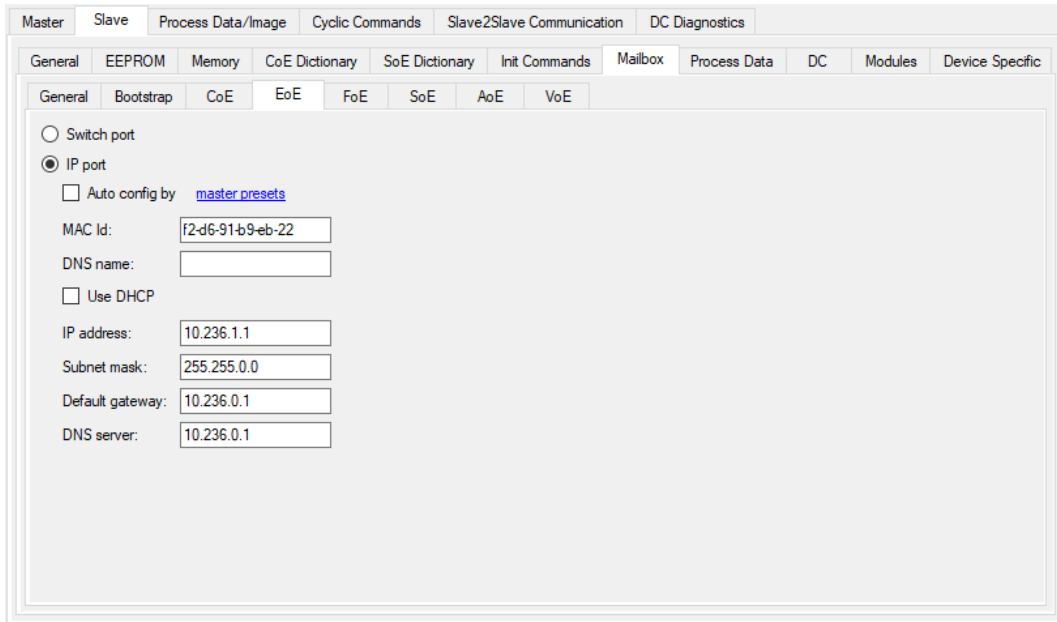 Master Slave Process Data/Image Cyclic Commands Slave2Slave Communication DC Diagnostics
General EEPROM Memory CoE Dictionary SoE Dictionary Init Commands Mailbox Process Data DC Modules Device Specific
General Bootstrap CoE EoE FoE SoE AoE VoE
Switch port
IP port
Auto config by master presets
MAC Id: f2-d6-91-b9-eb-22
DNS name:
Use DHCP
IP address: 10.236.1.1
Subnet mask: 255.255.0.0
Default gateway: 10.236.0.1
DNS server: 10.236.0.1